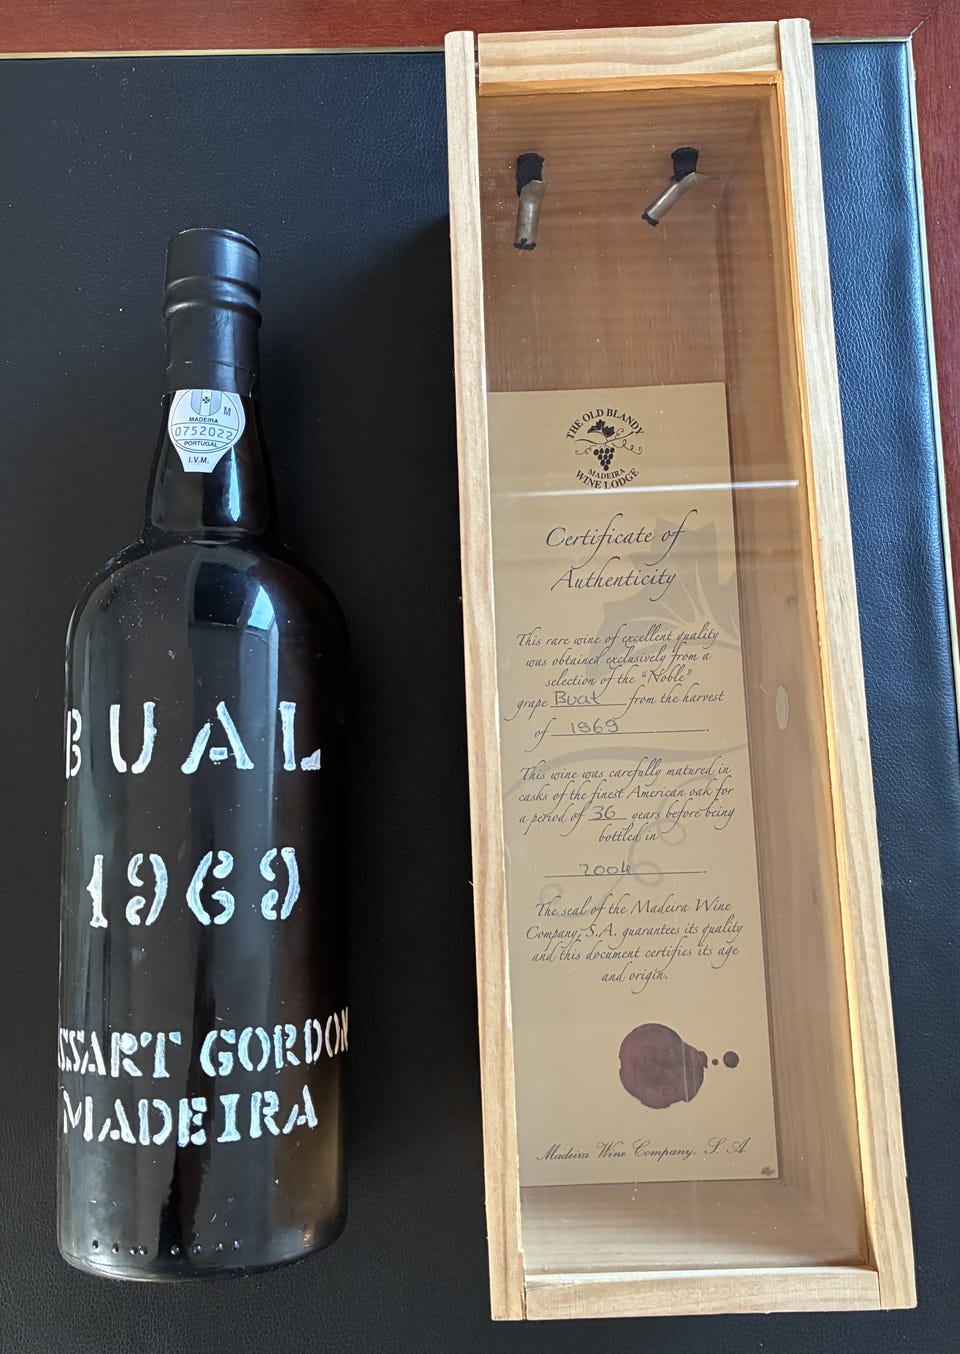 M
MADEIRA
0752022
PORTUGAL
I.V.M.
BUAL
1969
SSART GORDON
MADEIRA
THE OLD BLANDY
MADEIRA
WINE LODGE
Certificate of
Authenticity
This rare wine of excellent quality
was obtained exclusively from a
selection of the "Noble"
grape Bual from the harvest
of 1969.
This wine was carefully matured in
casks of the finest American oak for
a period of 36 years before being
bottled in
2004.
The seal of the Madeira Wine
Company, S.A. guarantees its quality
and this document certifies its age
and origin.
Madeira Wine Company, S. A.